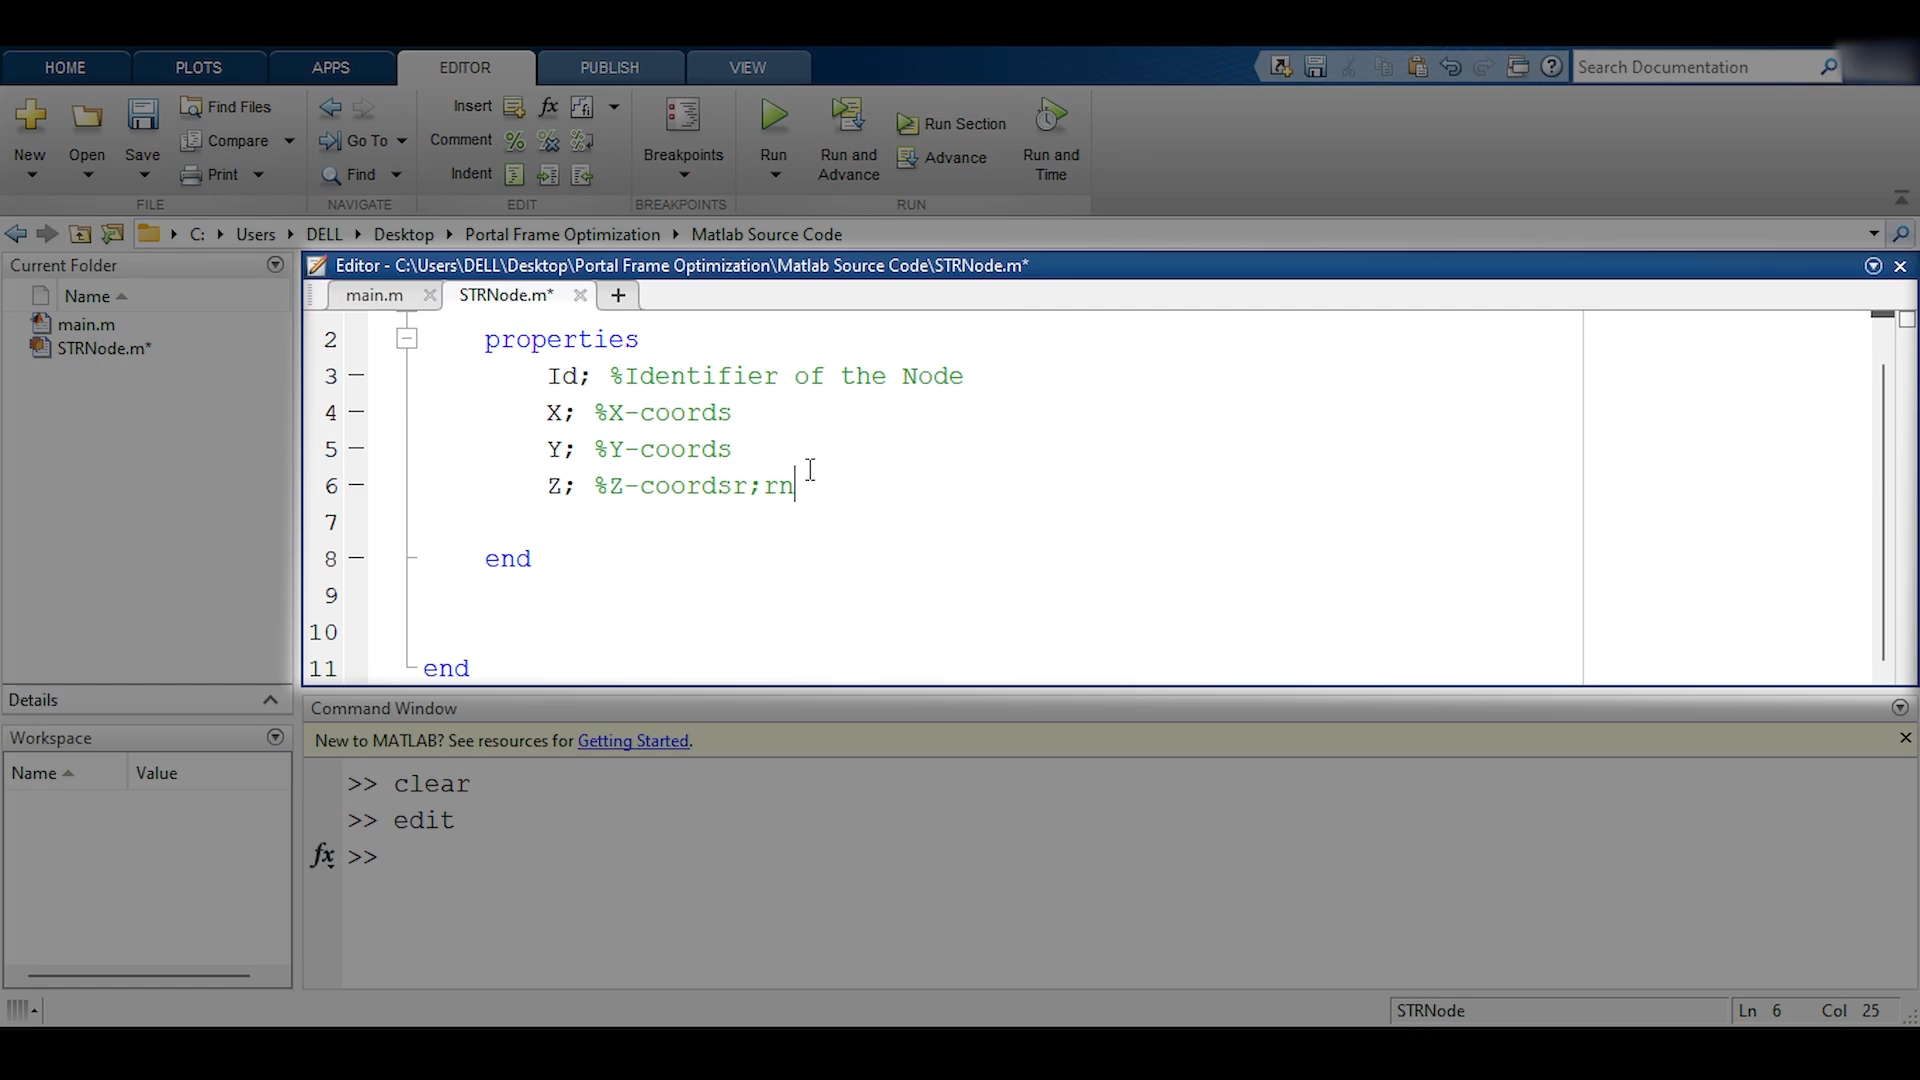 HOME PLOTS APPS EDITOR PUBLISH VIEW Search Documentation
New Open Save Find Files Compare Print
FILE
Go To Find
NAVIGATE
Insert fx
Comment
Indent
EDIT
Breakpoints
BREAKPOINTS
Run Run and Advance Run Section Advance Run and Time
RUN
C: Users DELL Desktop Portal Frame Optimization Matlab Source Code
Current Folder
Name
main.m
STRNode.m*
Details
Workspace
Name Value
Editor - C:\Users\DELL\Desktop\Portal Frame Optimization\Matlab Source Code\STRNode.m*
main.m STRNode.m* +
2 properties
3 Id; %Identifier of the Node
4 X; %X-coords
5 Y; %Y-coords
6 Z; %Z-coordsr;rn
7
8 end
9
10
11 end
Command Window
New to MATLAB? See resources for Getting Started.
>> clear
>> edit
fx >>
STRNode Ln 6 Col 25